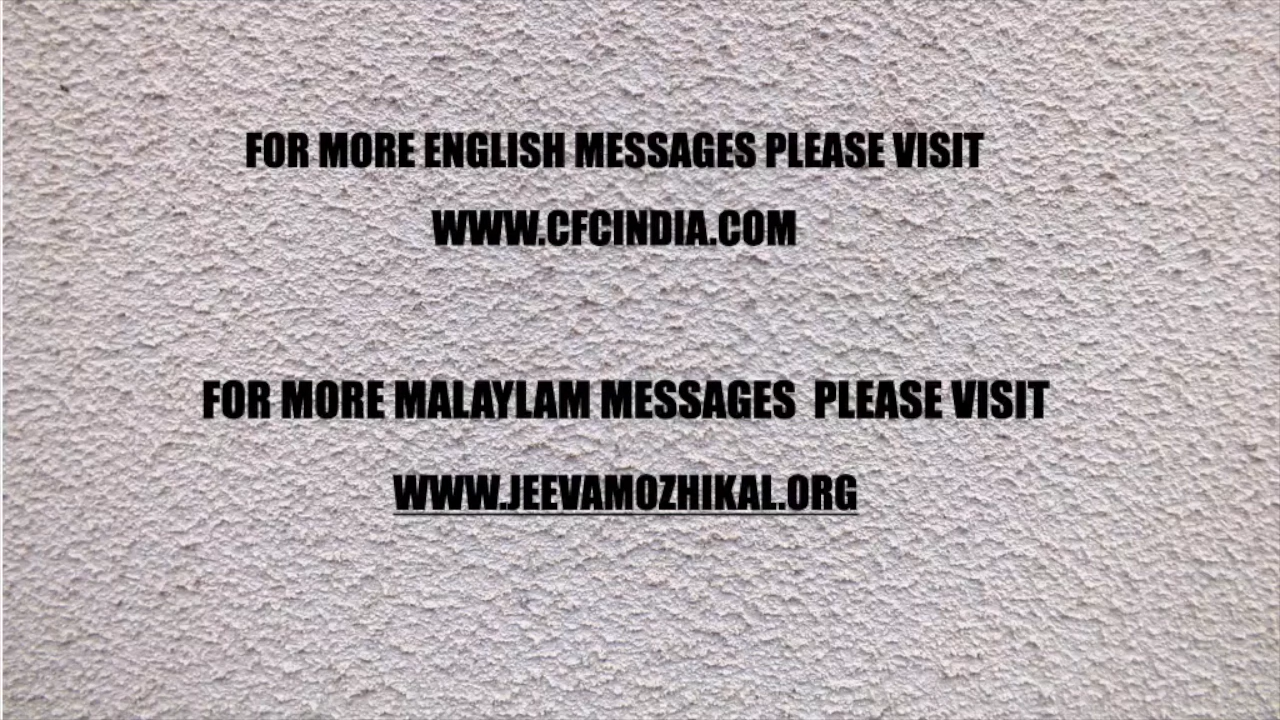 FOR MORE ENGLISH MESSAGES PLEASE VISIT
WWW.CFCINDIA.COM
FOR MORE MALAYLAM MESSAGES PLEASE VISIT
WWW.JEEVAMOZHIKAL.ORG